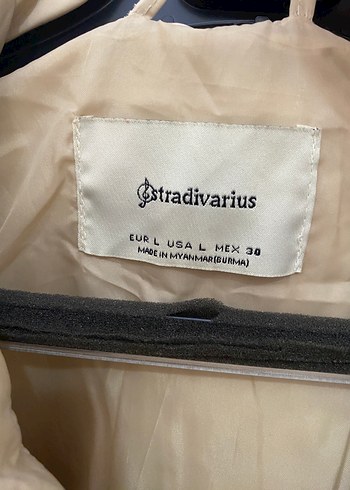 stradivarius
EUR L USA L MEX 30
MADE IN MYANMAR(BURMA)